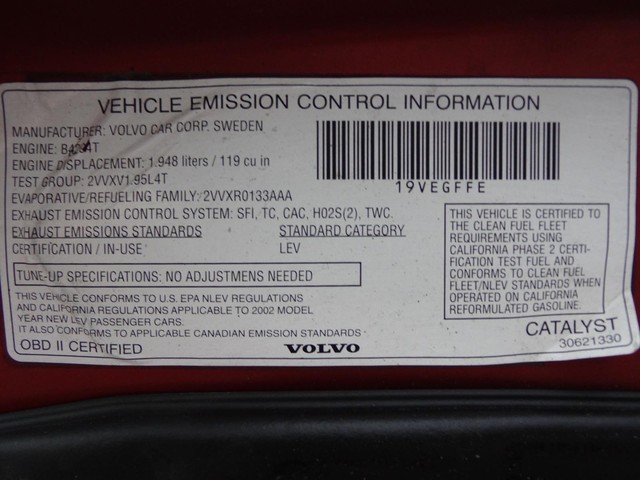 VEHICLE EMISSION CONTROL INFORMATION
MANUFACTURER: VOLVO CAR CORP. SWEDEN
ENGINE:
ENGINE DISPLACEMENT: 1.948 liters / 119 cu in
TEST GROUP: 2VVXV1.95L4T
EVAPORATIVE/REFUELING FAMILY: 2VVXR0133AAA
EXHAUST EMISSION CONTROL SYSTEM: SFI, TC, CAC, H02S(2), TWC.
EXHAUST EMISSIONS STANDARDS STANDARD CATEGORY
CERTIFICATION / IN-USE LEV
TUNE-UP SPECIFICATIONS: NO ADJUSTMENS NEEDED
THIS VEHICLE CONFORMS TO U.S. EPA NLEV REGULATIONS
AND CALIFORNIA REGULATIONS APPLICABLE TO 2002 MODEL
YEAR NEW LEV PASSENGER CARS.
IT ALSO CONFORMS TO APPLICABLE CANADIAN EMISSION STANDARDS
OBD II CERTIFIED
VOLVO
19VEGFFE
THIS VEHICLE IS CERTIFIED TO
THE CLEAN FUEL FLEET
REQUIREMENTS USING
CALIFORNIA PHASE 2 CERTI-
FICATION TEST FUEL AND
CONFORMS TO CLEAN FUEL
FLEET/NLEV STANDARDS WHEN
OPERATED ON CALIFORNIA
REFORMULATED GASOLINE.
CATALYST
30621330